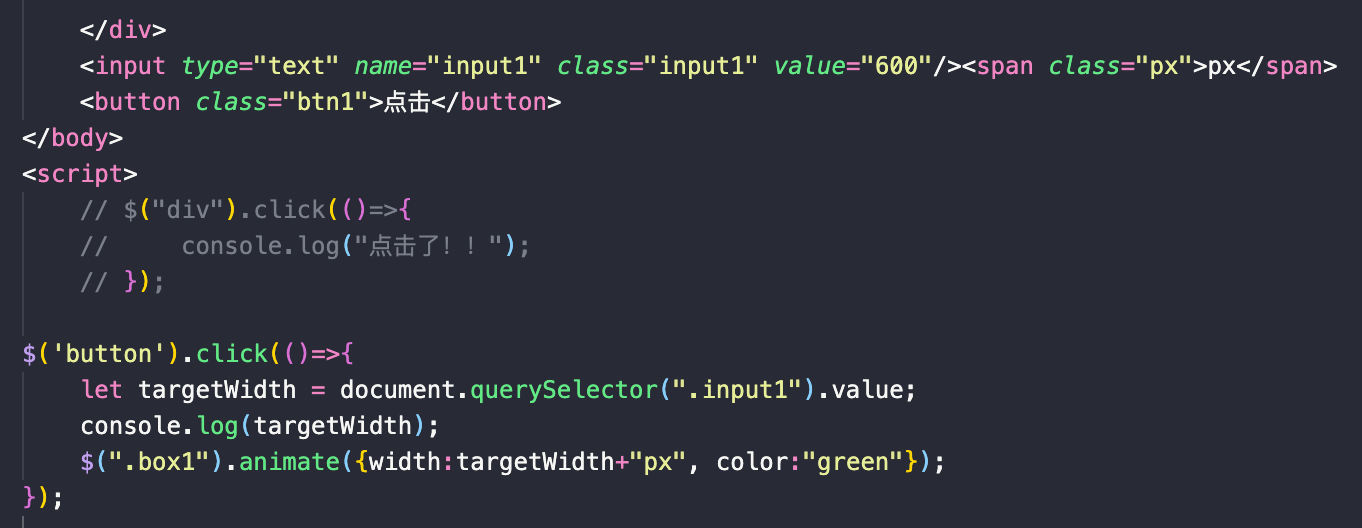 </div>
<input type="text" name="input1" class="input1" value="600"/><span class="px">px</span>
<button class="btn1">点击</button>
</body>
<script>
// $("div").click(()=>{
//     console.log("点击了！！");
// });
$('button').click(()=>{
let targetWidth = document.querySelector(".input1").value;
console.log(targetWidth);
$(".box1").animate({width:targetWidth+"px", color:"green"});
});